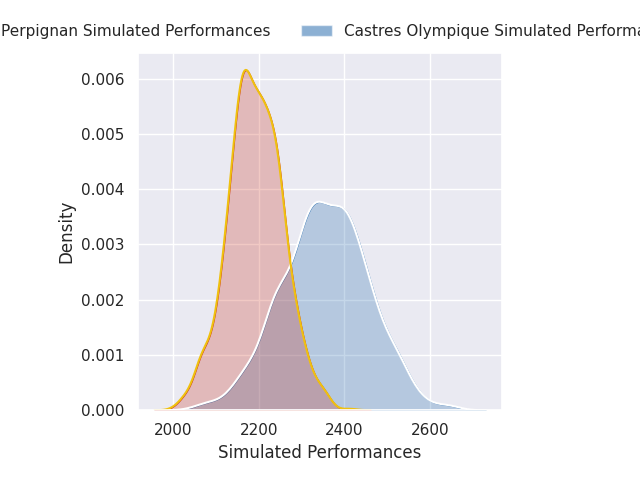 Perpignan Simulated Performances Castres Olympique Simulated Performa
0.006
0.005
0.004
0.003
0.002
0.001
0.000
Density
2000 2200 2400 2600
Simulated Performances